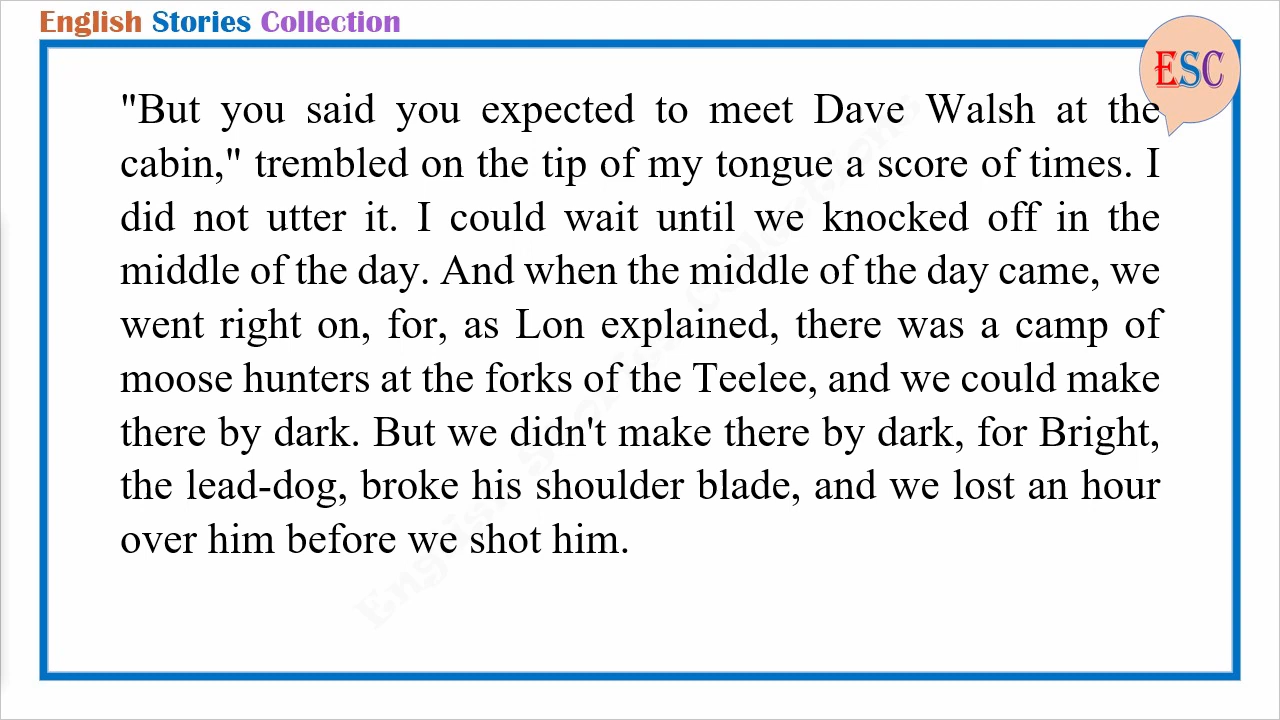 English Stories Collection
ESC
"But you said you expected to meet Dave Walsh at the
cabin," trembled on the tip of my tongue a score of times. I
did not utter it. I could wait until we knocked off in the
middle of the day. And when the middle of the day came, we
went right on, for, as Lon explained, there was a camp of
moose hunters at the forks of the Teelee, and we could make
there by dark. But we didn't make there by dark, for Bright,
the lead-dog, broke his shoulder blade, and we lost an hour
over him before we shot him.
English Stories Collections